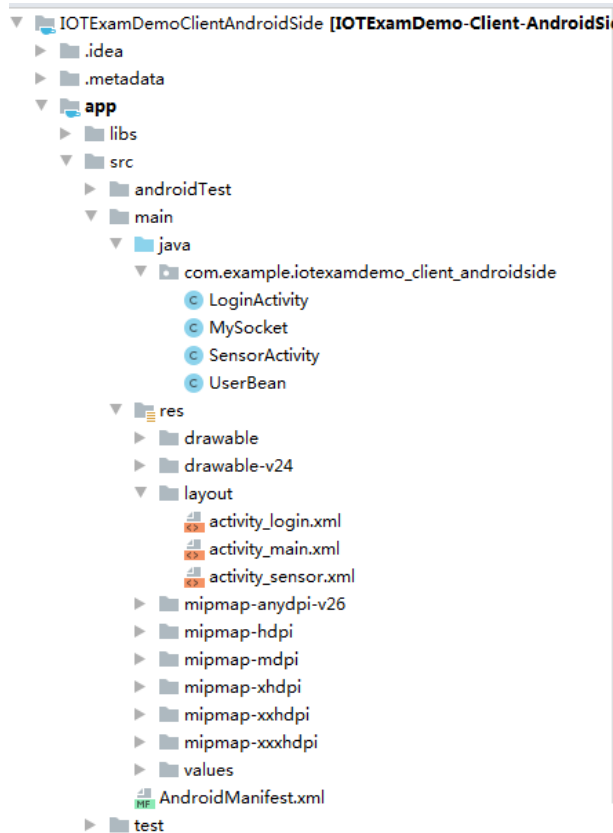 IOTExamDemoClientAndroidSide [IOTExamDemo-Client-AndroidSi
.idea
.metadata
app
libs
src
androidTest
main
java
com.example.iotexamdemo_client_androidside
C LoginActivity
C MySocket
C SensorActivity
C UserBean
res
drawable
drawable-v24
layout
activity_login.xml
activity_main.xml
activity_sensor.xml
mipmap-anydpi-v26
mipmap-hdpi
mipmap-mdpi
mipmap-xhdpi
mipmap-xxhdpi
mipmap-xxxhdpi
values
MF AndroidManifest.xml
test